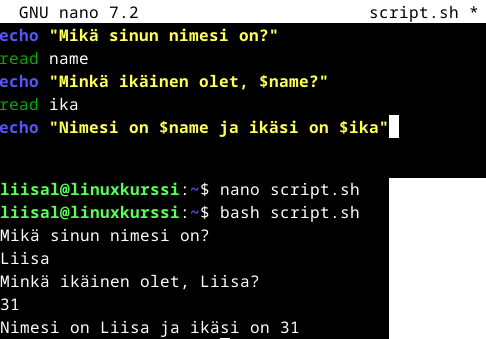 GNU nano 7.2 script.sh *
echo "Mikä sinun nimesi on?"
read name
echo "Minkä ikäinen olet, $name?"
read ika
echo "Nimesi on $name ja ikäsi on $ika"
liisal@linuxkurssi:~$ nano script.sh
liisal@linuxkurssi:~$ bash script.sh
Mikä sinun nimesi on?
Liisa
Minkä ikäinen olet, Liisa?
31
Nimesi on Liisa ja ikäsi on 31